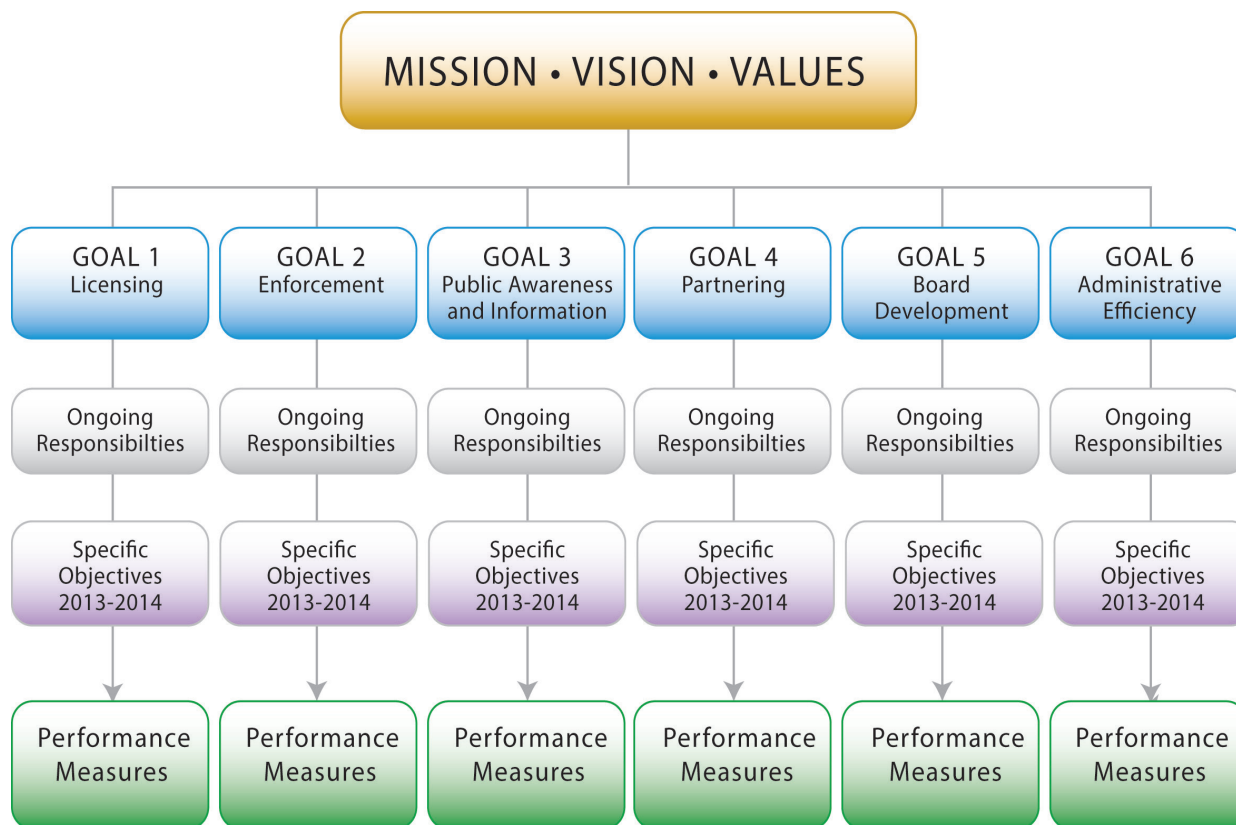 MISSION • VISION • VALUES
GOAL 1
Licensing
GOAL 2
Enforcement
GOAL 3
Public Awareness
and Information
GOAL 4
Partnering
GOAL 5
Board
Development
GOAL 6
Administrative
Efficiency
Ongoing
Responsibilties
Ongoing
Responsibilties
Ongoing
Responsibilties
Ongoing
Responsibilties
Ongoing
Responsibilties
Ongoing
Responsibilties
Specific
Objectives
2013-2014
Specific
Objectives
2013-2014
Specific
Objectives
2013-2014
Specific
Objectives
2013-2014
Specific
Objectives
2013-2014
Specific
Objectives
2013-2014
Performance
Measures
Performance
Measures
Performance
Measures
Performance
Measures
Performance
Measures
Performance
Measures